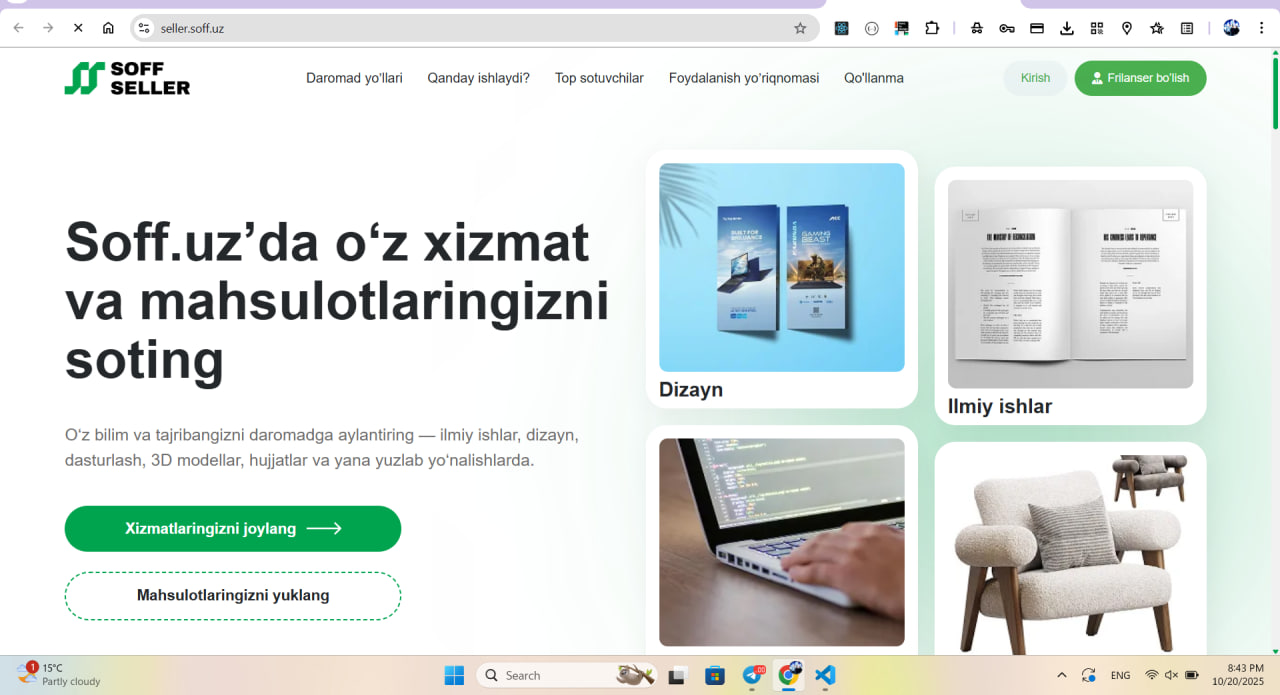 seller.soff.uz
SOFF
SELLER
Daromad yo'llari
Qanday ishlaydi?
Top sotuvchilar
Foydalanish yo'riqnomasi
Qo'llanma
Kirish
Frilanser bo'lish
Soff.uz’da o‘z xizmat
va mahsulotlaringizni
soting
O‘z bilim va tajribangizni daromadga aylantiring — ilmiy ishlar, dizayn,
dasturlash, 3D modellar, hujjatlar va yana yuzlab yo‘nalishlarda.
Xizmatlaringizni joylang
Mahsulotlaringizni yuklang
BUILT FOR
BRILLIANCE
GAMING
BEAST
Dizayn
Ilmiy ishlar
1
15°C
Partly cloudy
Search
ENG
8:43 PM
10/20/2025